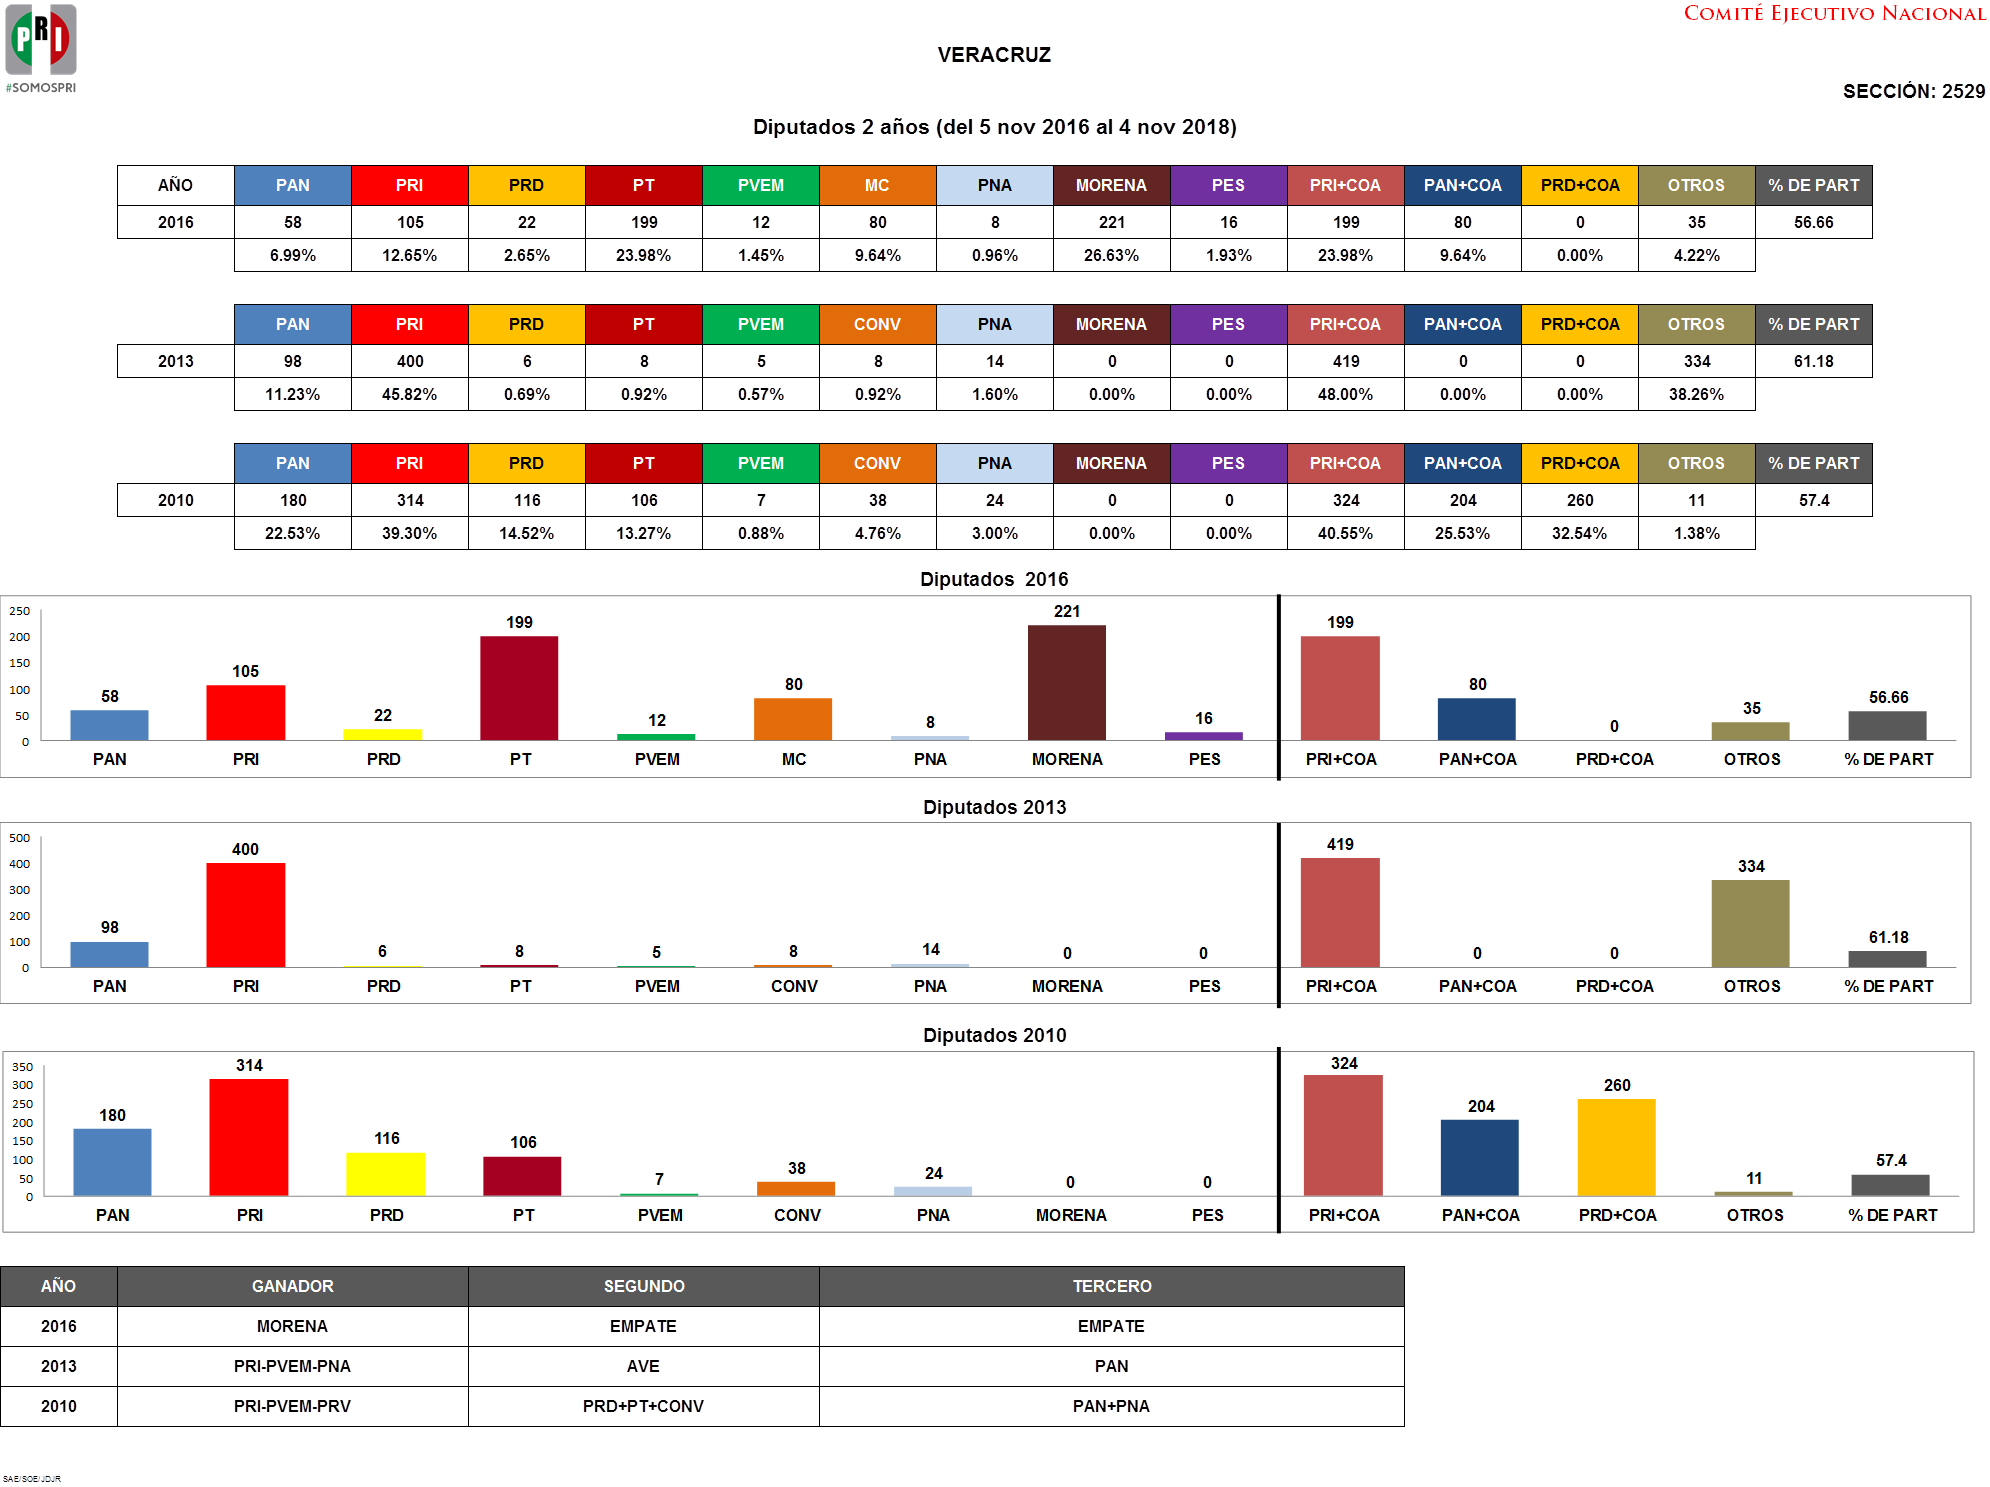 PRI
#SOMOSPRI
COMITÉ EJECUTIVO NACIONAL
VERACRUZ
SECCIÓN: 2529
Diputados 2 años (del 5 nov 2016 al 4 nov 2018)
AÑO PAN PRI PRD PT PVEM MC PNA MORENA PES PRI+COA PAN+COA PRD+COA OTROS % DE PART
2016 58 105 22 199 12 80 8 221 16 199 80 0 35 56.66
6.99% 12.65% 2.65% 23.98% 1.45% 9.64% 0.96% 26.63% 1.93% 23.98% 9.64% 0.00% 4.22%
PAN PRI PRD PT PVEM CONV PNA MORENA PES PRI+COA PAN+COA PRD+COA OTROS % DE PART
2013 98 400 6 8 5 8 14 0 0 419 0 0 334 61.18
11.23% 45.82% 0.69% 0.92% 0.57% 0.92% 1.60% 0.00% 0.00% 48.00% 0.00% 0.00% 38.26%
PAN PRI PRD PT PVEM CONV PNA MORENA PES PRI+COA PAN+COA PRD+COA OTROS % DE PART
2010 180 314 116 106 7 38 24 0 0 324 204 260 11 57.4
22.53% 39.30% 14.52% 13.27% 0.88% 4.76% 3.00% 0.00% 0.00% 40.55% 25.53% 32.54% 1.38%
Diputados 2016
250
200
150
100
50
0
58 105 22 199 12 80 8 221 16 199 80 0 35 56.66
PAN PRI PRD PT PVEM MC PNA MORENA PES PRI+COA PAN+COA PRD+COA OTROS % DE PART
Diputados 2013
500
400
300
200
100
0
98 400 6 8 5 8 14 0 0 419 0 0 334 61.18
PAN PRI PRD PT PVEM CONV PNA MORENA PES PRI+COA PAN+COA PRD+COA OTROS % DE PART
Diputados 2010
350
300
250
200
150
100
50
0
180 314 116 106 7 38 24 0 0 324 204 260 11 57.4
PAN PRI PRD PT PVEM CONV PNA MORENA PES PRI+COA PAN+COA PRD+COA OTROS % DE PART
AÑO GANADOR SEGUNDO TERCERO
2016 MORENA EMPATE EMPATE
2013 PRI-PVEM-PNA AVE PAN
2010 PRI-PVEM-PRV PRD+PT+CONV PAN+PNA
SAE/SOE/JDJR